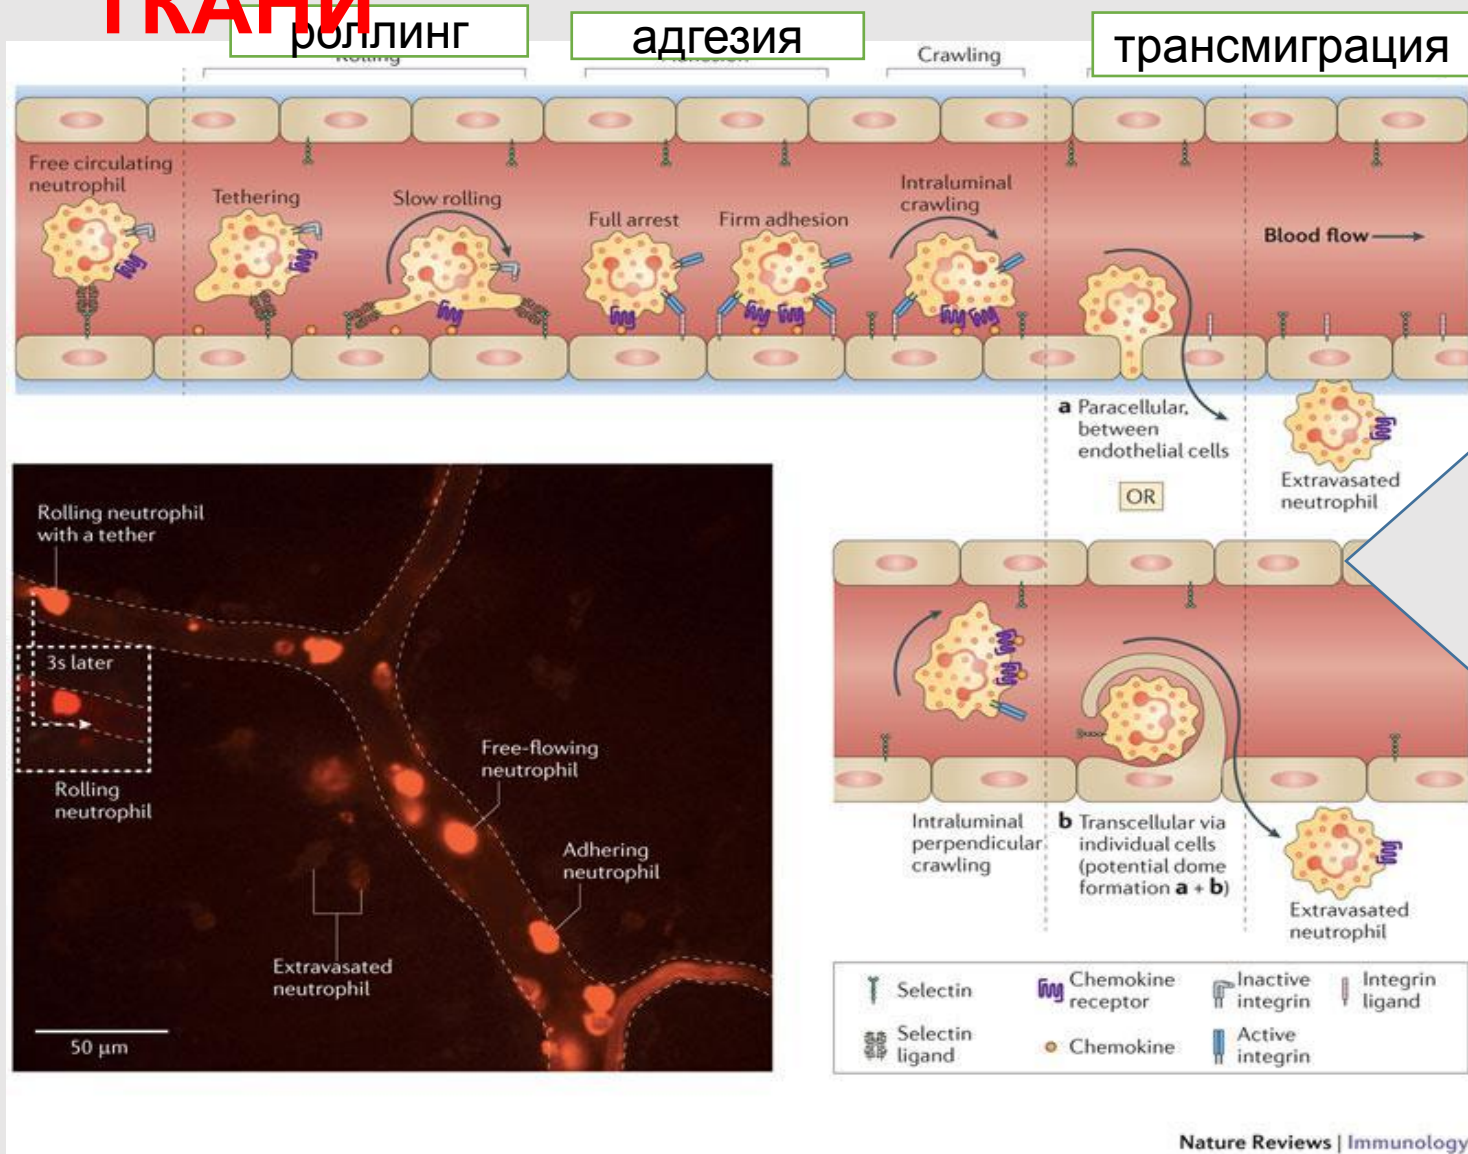 ТКАНИ
роллинг
адгезия
трансмиграция
Rolling
Crawling
Free circulating
neutrophil
Tethering
Slow rolling
Full arrest
Firm adhesion
Intraluminal
crawling
Blood flow
a Paracellular,
between
endothelial cells
OR
Extravasated
neutrophil
Rolling neutrophil
with a tether
3s later
Rolling
neutrophil
Free-flowing
neutrophil
Adhering
neutrophil
Extravasated
neutrophil
50 μm
Intraluminal
perpendicular
crawling
b Transcellular via
individual cells
(potential dome
formation a + b)
Extravasated
neutrophil
Selectin
Chemokine
receptor
Inactive
integrin
Integrin
ligand
Selectin
ligand
Chemokine
Active
integrin
Nature Reviews | Immunology